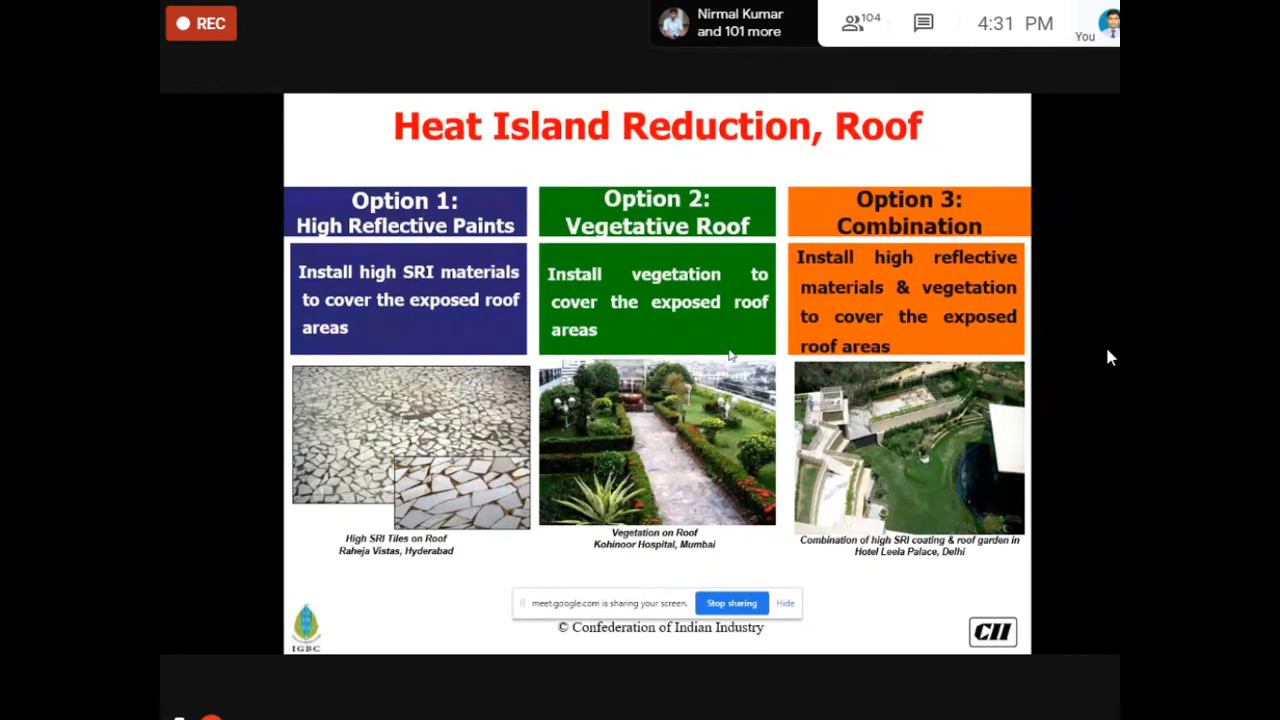 REC
Nirmal Kumar
and 101 more
104
4:31 PM
You
Heat Island Reduction, Roof
Option 1:
High Reflective Paints
Install high SRI materials
to cover the exposed roof
areas
High SRI Tiles on Roof
Raheja Vistas, Hyderabad
Option 2:
Vegetative Roof
Install vegetation to
cover the exposed roof
areas
Vegetation on Roof
Kohinoor Hospital, Mumbai
Option 3:
Combination
Install high reflective
materials & vegetation
to cover the exposed
roof areas
Combination of high SRI coating & roof garden in
Hotel Leela Palace, Delhi
meet.google.com is sharing your screen.
Stop sharing
Hide
© Confederation of Indian Industry
IGBC
CII